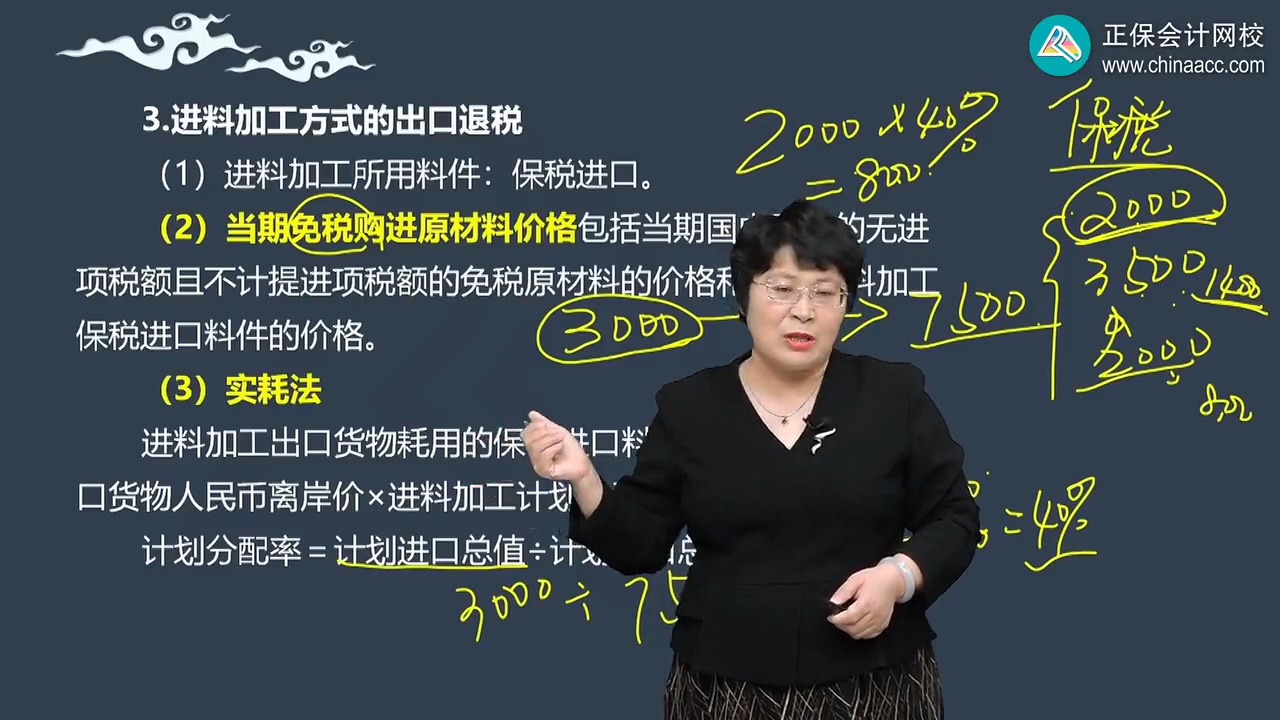 正保会计网校
www.chinaacc.com
3.进料加工方式的出口退税
（1）进料加工所用料件：保税进口。
（2）当期免税购进原材料价格包括当期国 的无进
项税额且不计提进项税额的免税原材料的价格 料加工
保税进口料件的价格。
（3）实耗法
进料加工出口货物耗用的保 进口料
口货物人民币离岸价×进料加工计划
计划分配率＝计划进口总值÷计
2000×40%
=800
保税
2000
3500 1400
2000
800
3000
7500
=40%
3000÷75